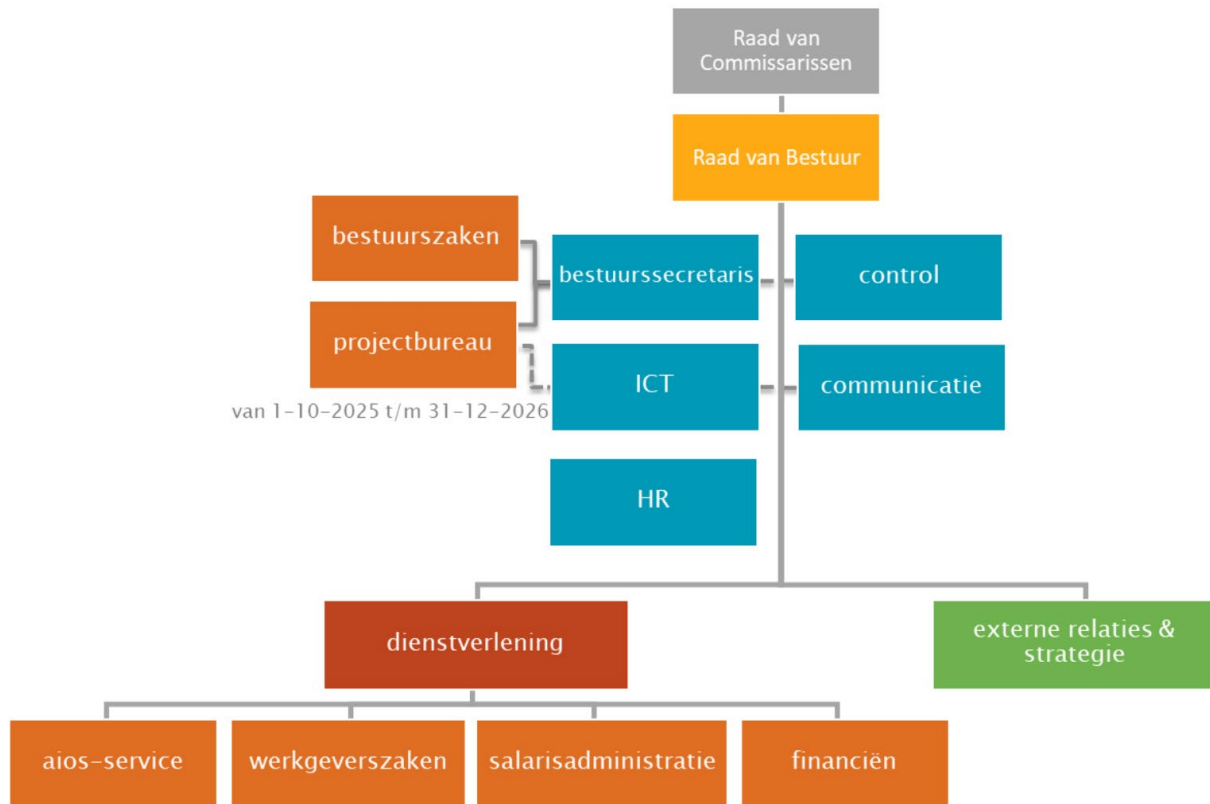 Raad van
Commissarissen
Raad van Bestuur
bestuurszaken
bestuurssecretaris
control
projectbureau
ICT
communicatie
van 1-10-2025 t/m 31-12-2026
HR
dienstverlening
externe relaties &
strategie
aios-service
werkgeverszaken
salarisadministratie
financiën